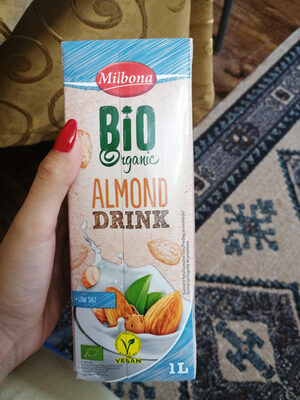 Milbona
BiO
Organic
ALMOND
DRINK
• LOW SALT
VEGAN
1L